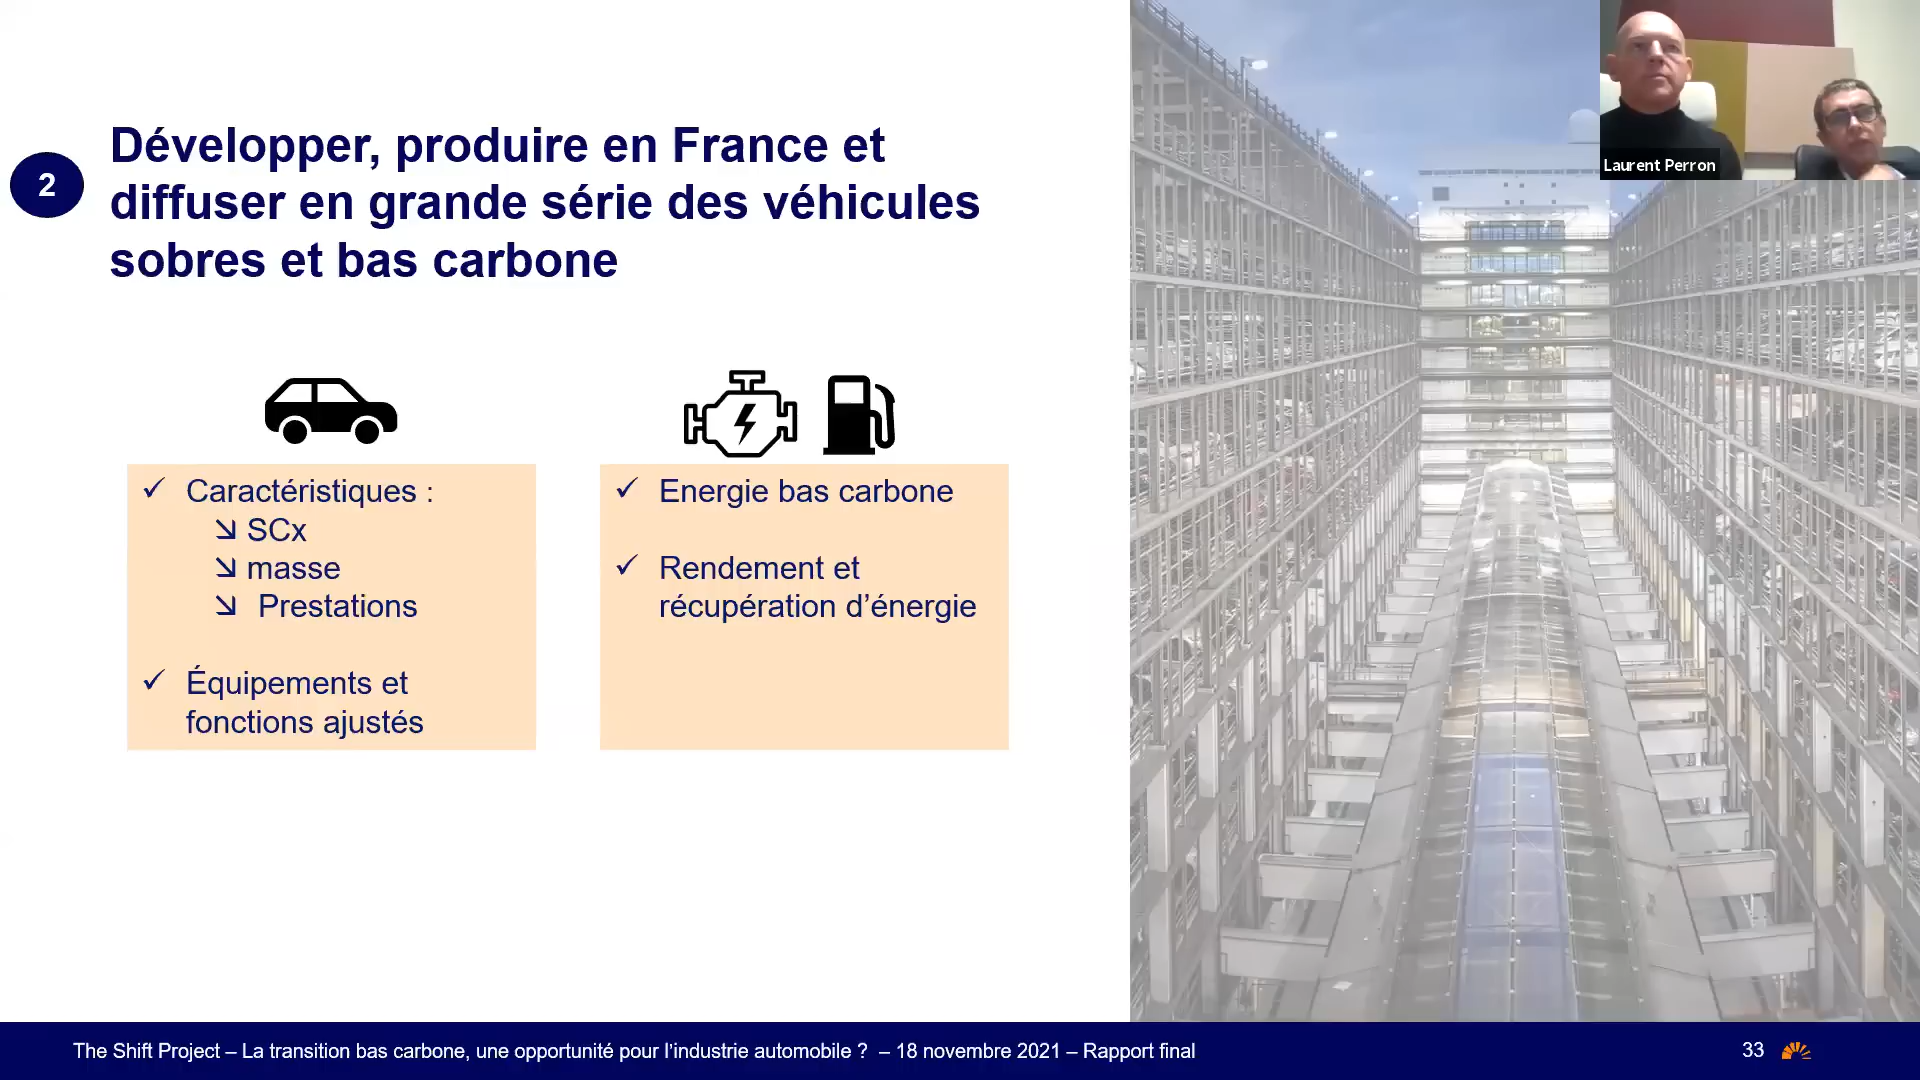 2
Développer, produire en France et
diffuser en grande série des véhicules
sobres et bas carbone
✓ Caractéristiques :
↘ SCx
↘ masse
↘ Prestations
✓ Équipements et
fonctions ajustés
✓ Energie bas carbone
✓ Rendement et
récupération d’énergie
Laurent Perron
The Shift Project – La transition bas carbone, une opportunité pour l’industrie automobile ? – 18 novembre 2021 – Rapport final
33